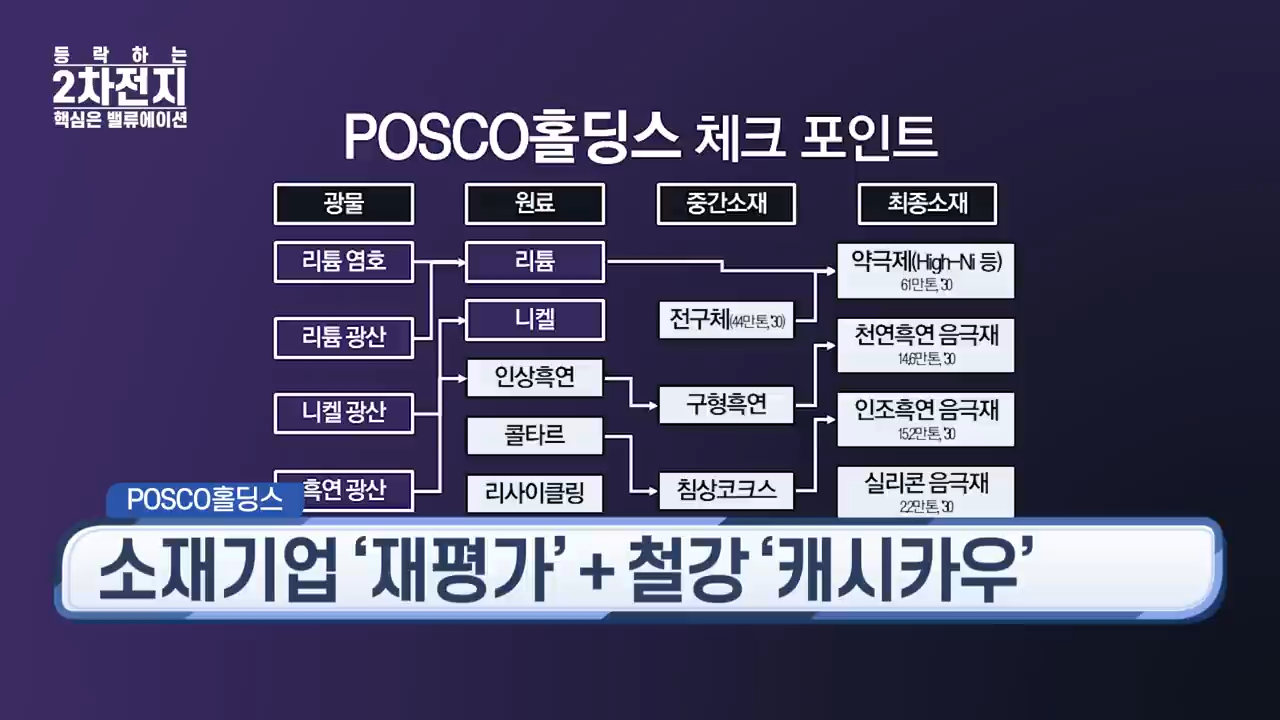 등락하는
2차전지
핵심은 밸류에이션
POSCO홀딩스 체크 포인트
광물
원료
중간소재
최종소재
리튬 염호
리튬
약극제(High-Ni 등)
61만톤,'30
리튬 광산
니켈
전구체(44만톤,'30)
천연흑연 음극재
14.6만톤,'30
니켈 광산
인상흑연
구형흑연
인조흑연 음극재
15.2만톤,'30
콜타르
흑연 광산
리사이클링
침상코크스
실리콘 음극재
2.2만톤,'30
POSCO홀딩스
소재기업 ‘재평가’ + 철강 ‘캐시카우’